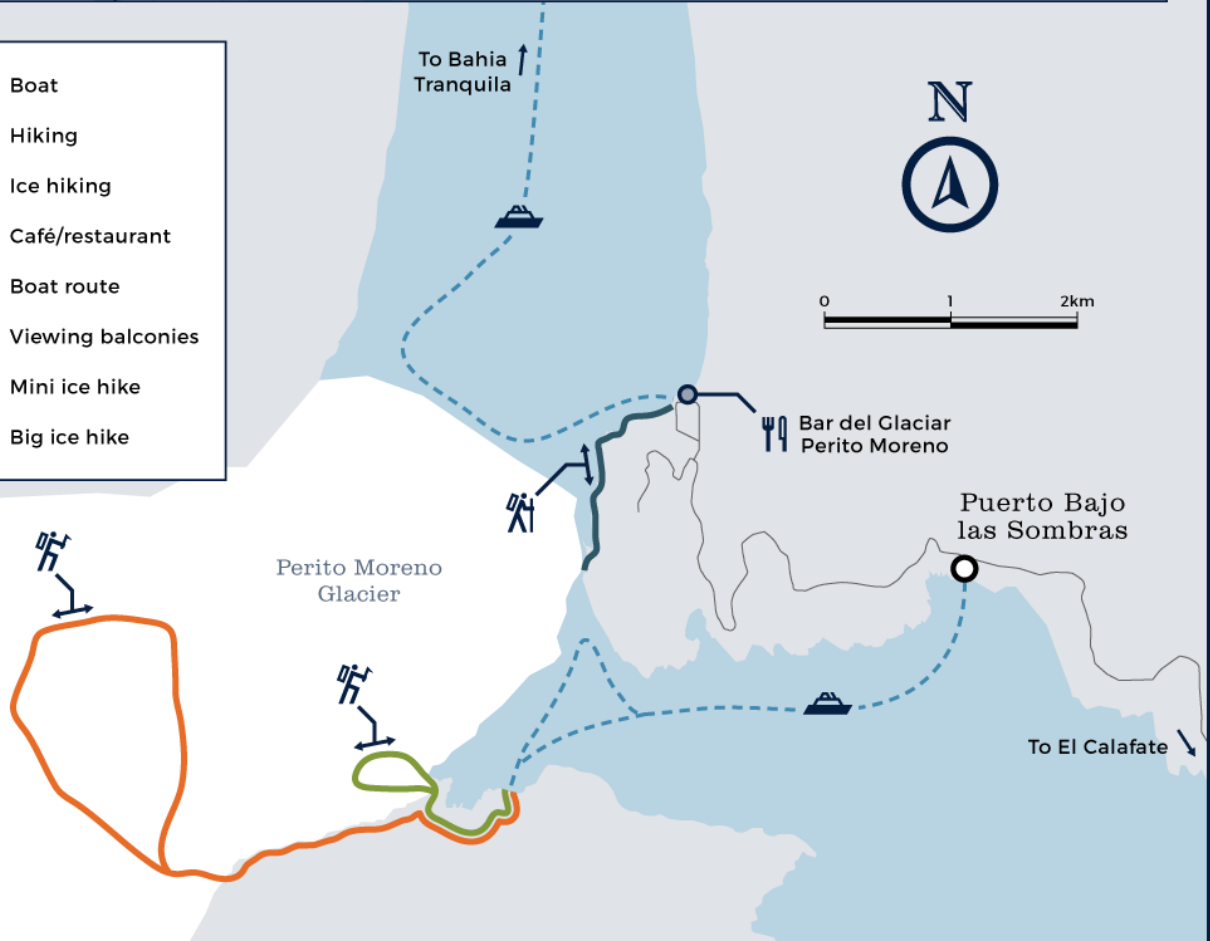 To Bahia
Tranquila
N
Boat
Hiking
Ice hiking
Café/restaurant
Boat route
Viewing balconies
Mini ice hike
Big ice hike
0 1 2km
Bar del Glaciar
Perito Moreno
Puerto Bajo
las Sombras
Perito Moreno
Glacier
To El Calafate